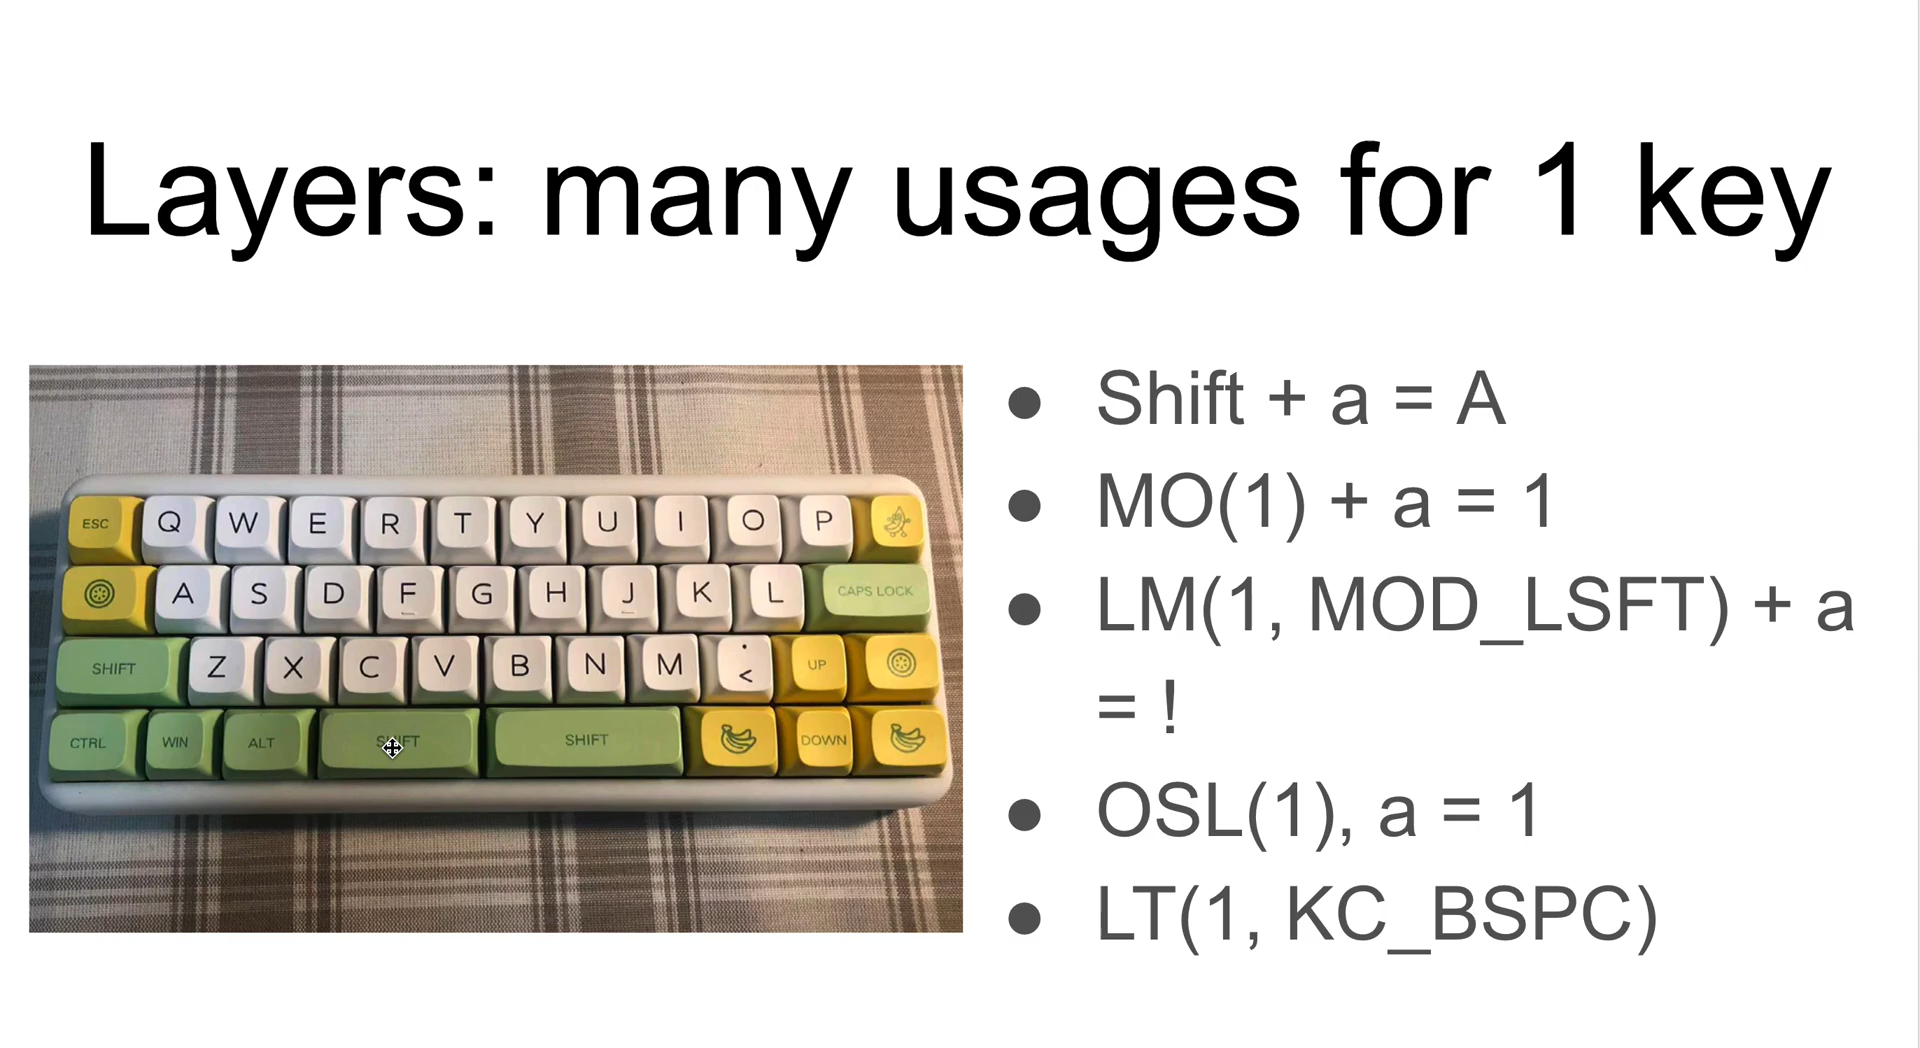 Layers: many usages for 1 key
Shift + a = A
MO(1) + a = 1
LM(1, MOD_LSFT) + a
= !
OSL(1), a = 1
LT(1, KC_BSPC)
ESC Q W E R T Y U I O P
A S D F G H J K L CAPS LOCK
SHIFT Z X C V B N M . < UP
CTRL WIN ALT SHIFT SHIFT DOWN